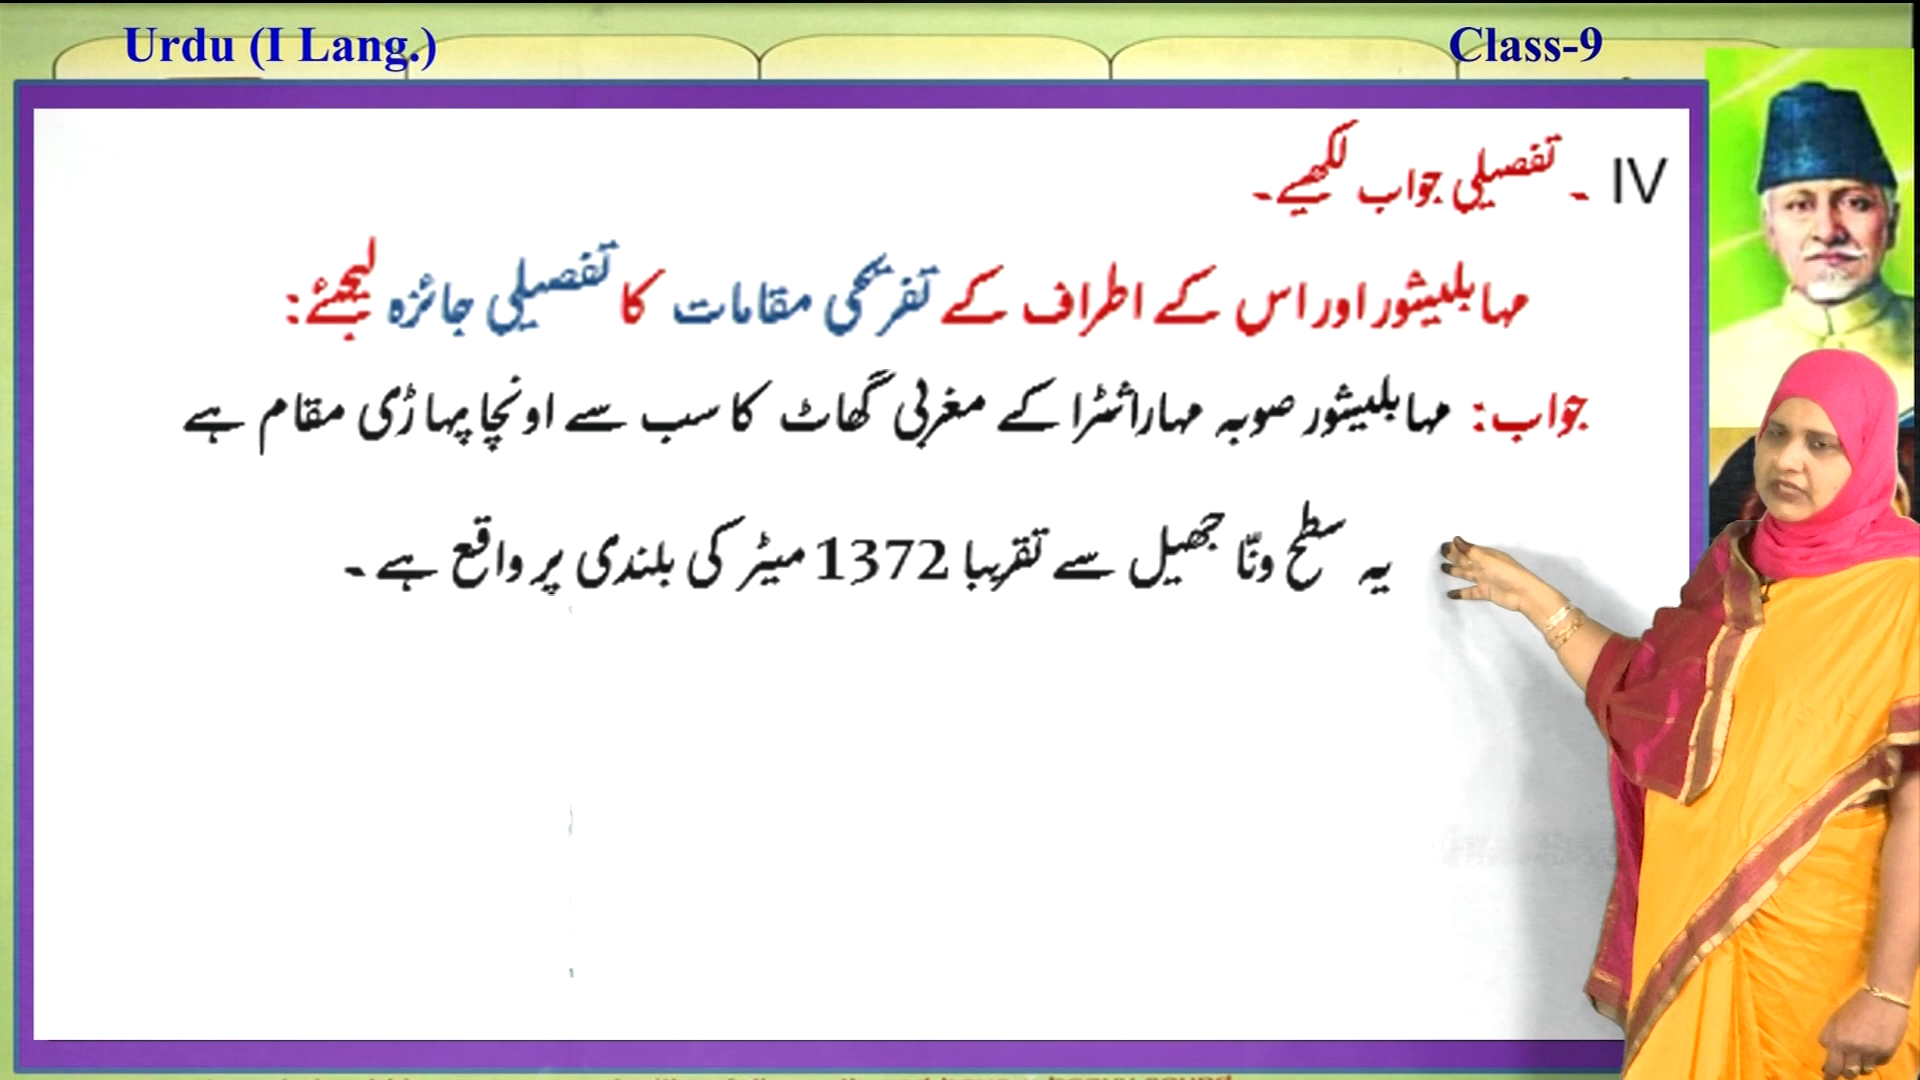 Urdu (I Lang.)
Class-9
IV ۔ تفصیلی جواب لکھیے۔
مہابلیشور اور اس کے اطراف کے تفریحی مقامات کا تفصیلی جائزہ لیجئے:
جواب: مہابلیشور صوبہ مہاراشٹرا کے مغربی گھاٹ کا سب سے اونچا پہاڑی مقام ہے
یہ سطح ونّا جھیل سے تقریبا 1372 میٹر کی بلندی پر واقع ہے۔